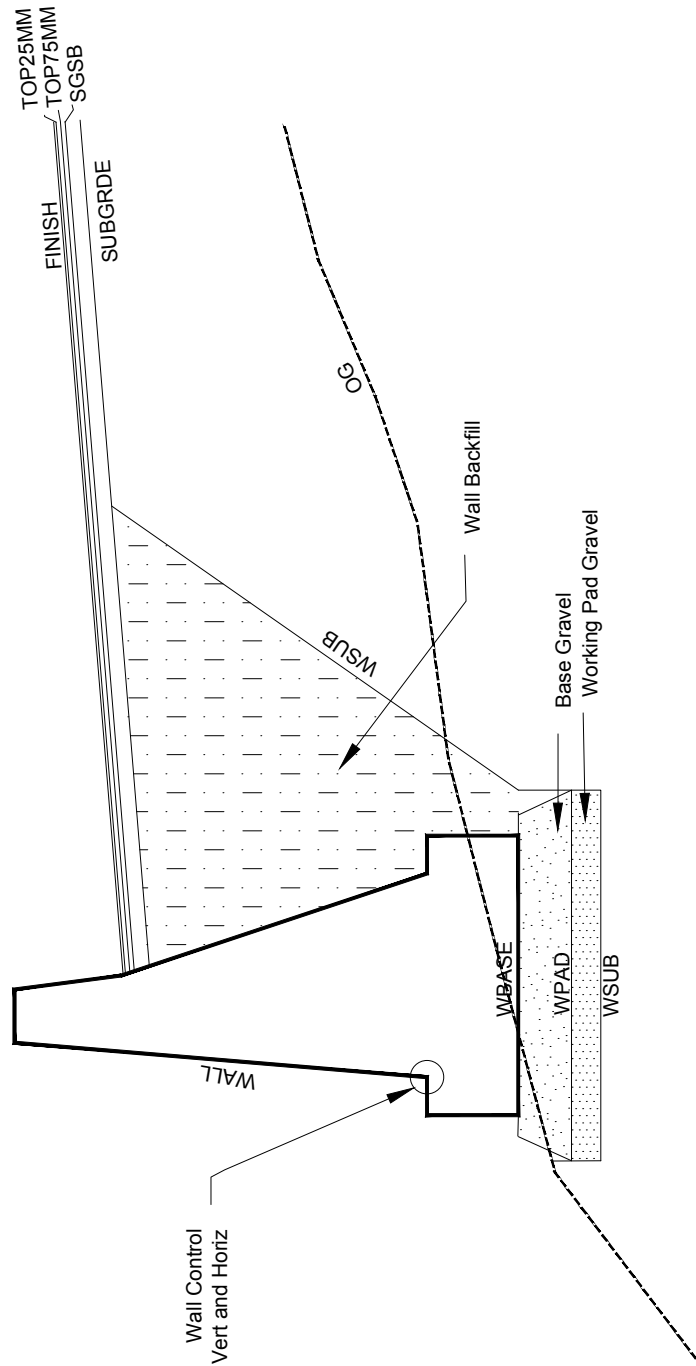 TOP25MM
TOP75MM
SGSB
FINISH
SUBGRDE
OG
Wall Backfill
WSUB
Base Gravel
Working Pad Gravel
WBASE
WPAD
WSUB
WALL
Wall Control
Vert and Horiz